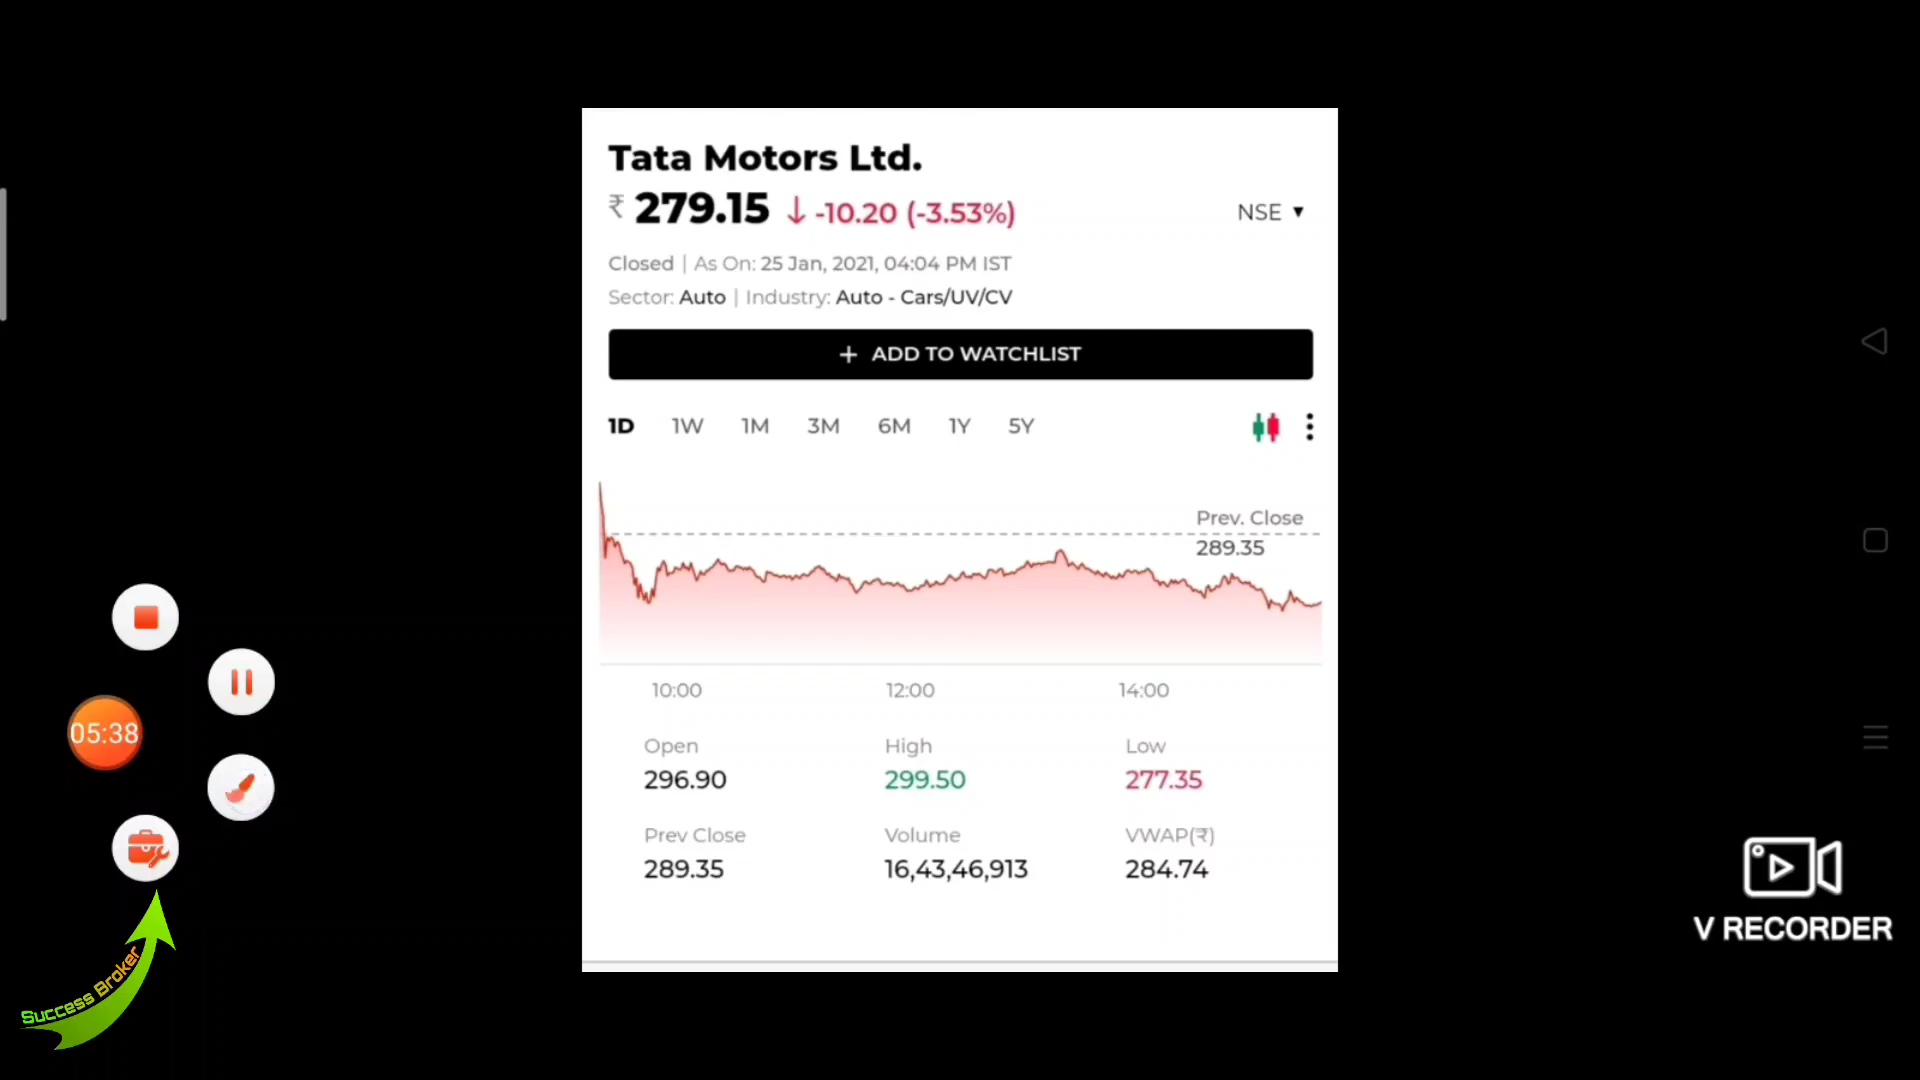 Tata Motors Ltd.
₹ 279.15 ↓ -10.20 (-3.53%)
NSE ▼
Closed | As On: 25 Jan, 2021, 04:04 PM IST
Sector: Auto | Industry: Auto - Cars/UV/CV
+ ADD TO WATCHLIST
1D 1W 1M 3M 6M 1Y 5Y
Prev. Close
289.35
10:00 12:00 14:00
Open High Low
296.90 299.50 277.35
Prev Close Volume VWAP(₹)
289.35 16,43,46,913 284.74
05:38
Success Broker
V RECORDER